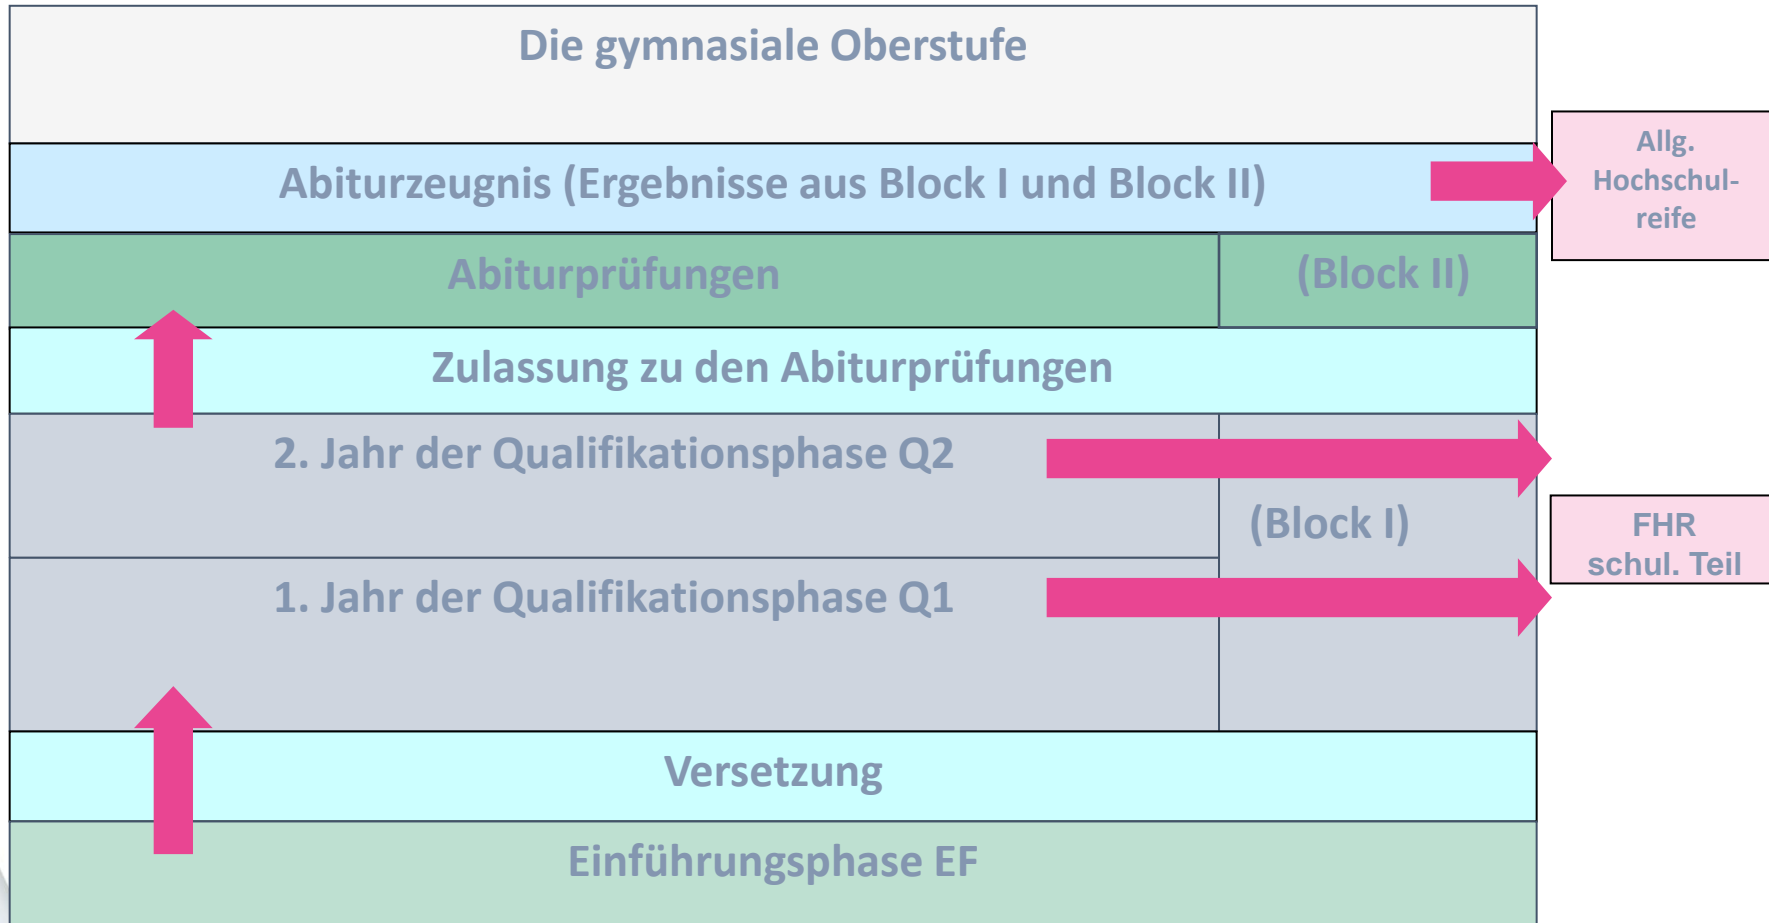 Die gymnasiale Oberstufe
Allg.
Hochschul-
reife
Abiturzeugnis (Ergebnisse aus Block I und Block II)
Abiturprüfungen
(Block II)
Zulassung zu den Abiturprüfungen
2. Jahr der Qualifikationsphase Q2
(Block I)
FHR
schul. Teil
1. Jahr der Qualifikationsphase Q1
Versetzung
Einführungsphase EF